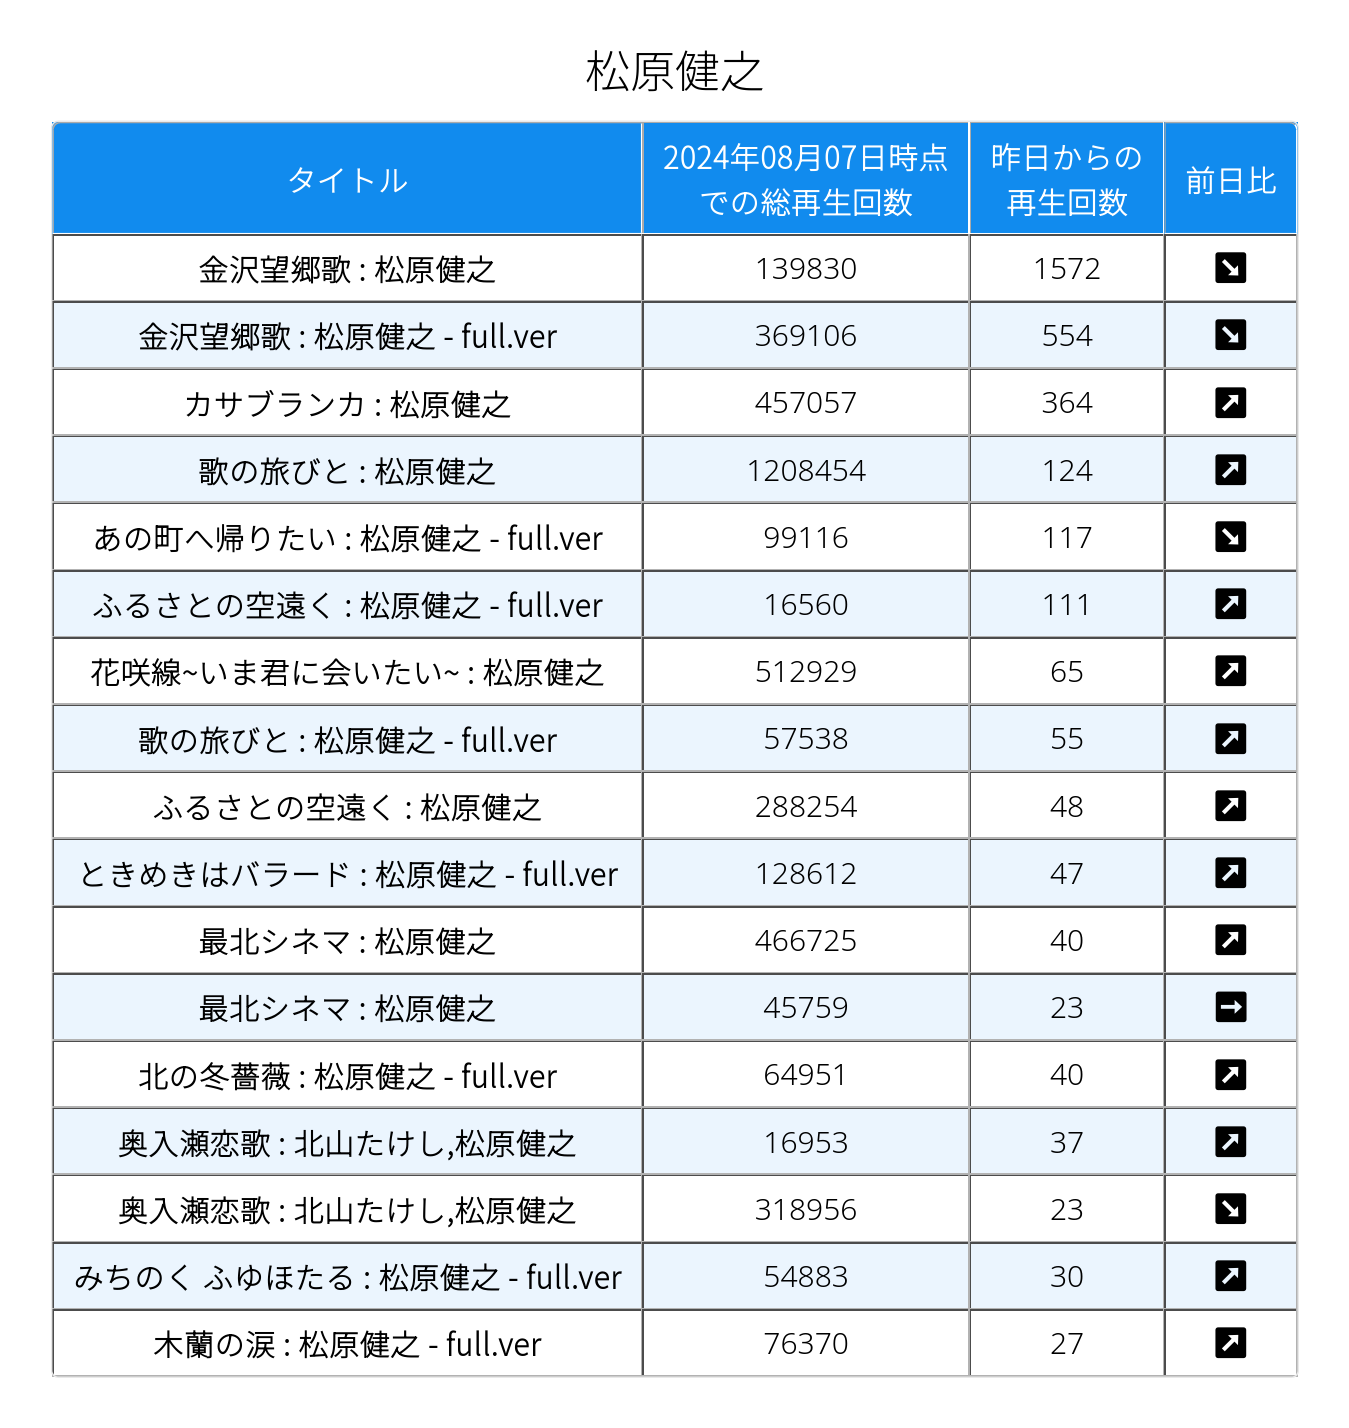 松原健之
タイトル
2024年08月07日時点
での総再生回数
昨日からの
再生回数
前日比
金沢望郷歌 : 松原健之 139830 1572 ↘
金沢望郷歌 : 松原健之 - full.ver 369106 554 ↘
カサブランカ : 松原健之 457057 364 ↗
歌の旅びと : 松原健之 1208454 124 ↗
あの町へ帰りたい : 松原健之 - full.ver 99116 117 ↘
ふるさとの空遠く : 松原健之 - full.ver 16560 111 ↗
花咲線~いま君に会いたい~ : 松原健之 512929 65 ↗
歌の旅びと : 松原健之 - full.ver 57538 55 ↗
ふるさとの空遠く : 松原健之 288254 48 ↗
ときめきはバラード : 松原健之 - full.ver 128612 47 ↗
最北シネマ : 松原健之 466725 40 ↗
最北シネマ : 松原健之 45759 23 →
北の冬薔薇 : 松原健之 - full.ver 64951 40 ↗
奥入瀬恋歌 : 北山たけし,松原健之 16953 37 ↗
奥入瀬恋歌 : 北山たけし,松原健之 318956 23 ↘
みちのく ふゆほたる : 松原健之 - full.ver 54883 30 ↗
木蘭の涙 : 松原健之 - full.ver 76370 27 ↗